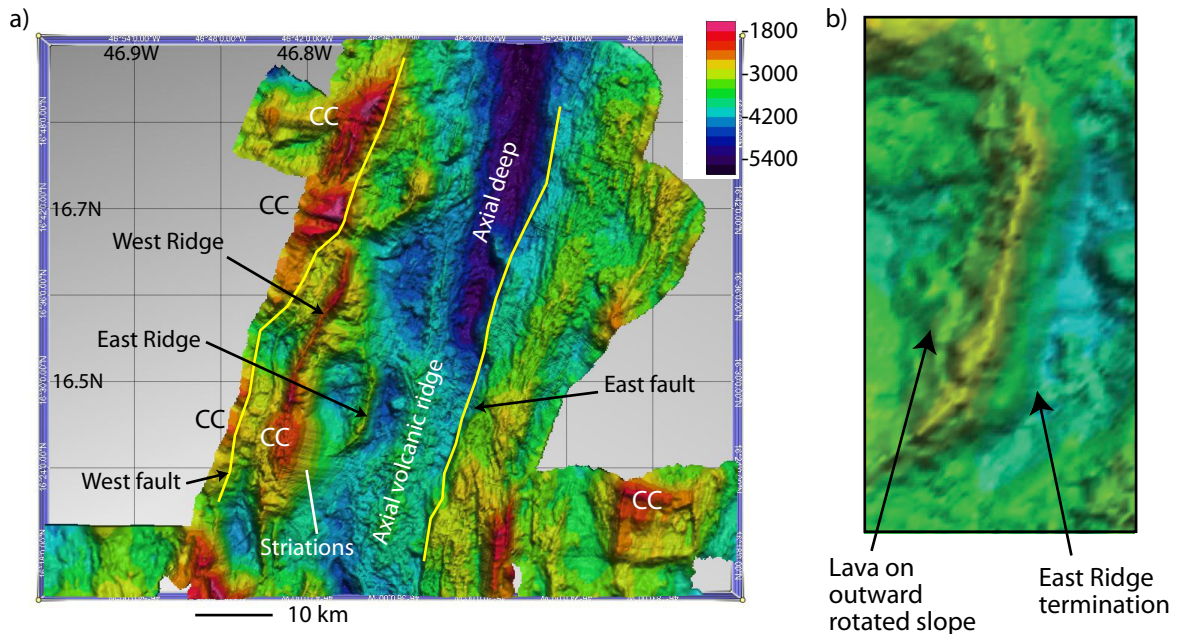 a)
b)
46.9W
46.8W
-1800
-3000
-4200
-5400
CC
CC
16.7N
West Ridge
Axial deep
East Ridge
16.5N
East fault
CC
CC
CC
West fault
Axial volcanic ridge
Striations
10 km
Lava on
outward
rotated slope
East Ridge
termination